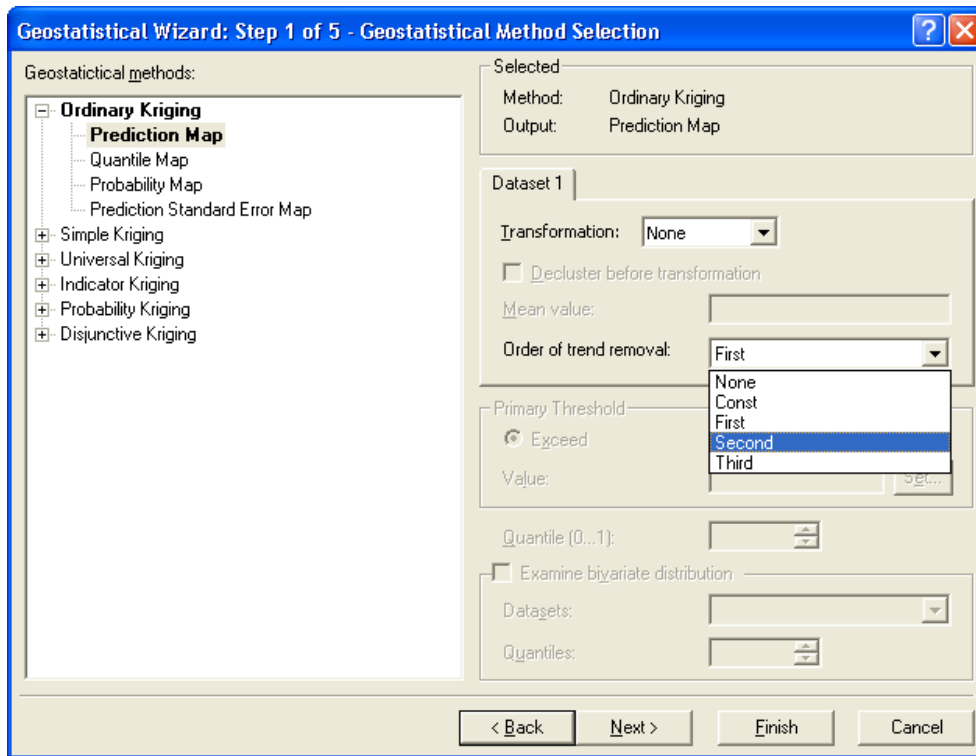 Geostatistical Wizard: Step 1 of 5 - Geostatistical Method Selection
Geostatictical methods:
Ordinary Kriging
Prediction Map
Quantile Map
Probability Map
Prediction Standard Error Map
Simple Kriging
Universal Kriging
Indicator Kriging
Probability Kriging
Disjunctive Kriging
Selected
Method: Ordinary Kriging
Output: Prediction Map
Dataset 1
Transformation: None
Decluster before transformation
Mean value:
Order of trend removal: First
None
Const
First
Second
Third
Primary Threshold
Exceed
Value: Set...
Quantile (0...1):
Examine bivariate distribution
Datasets:
Quantiles:
< Back Next > Finish Cancel